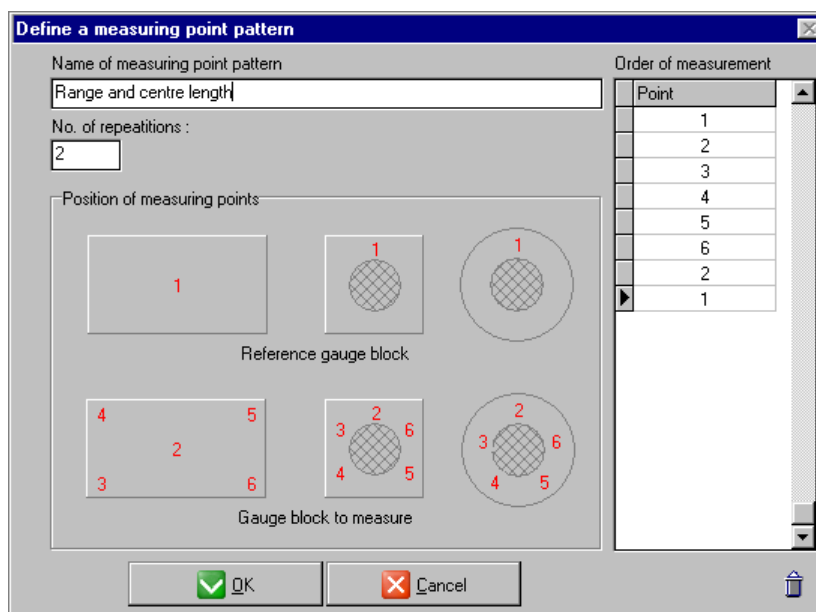 Define a measuring point pattern
Name of measuring point pattern
Range and centre length
No. of repeatitions :
2
Position of measuring points
1
1
1
Reference gauge block
4 5
2
3 6
2
3 6
4 5
2
3 6
4 5
Gauge block to measure
OK
Cancel
Order of measurement
Point
1
2
3
4
5
6
2
1